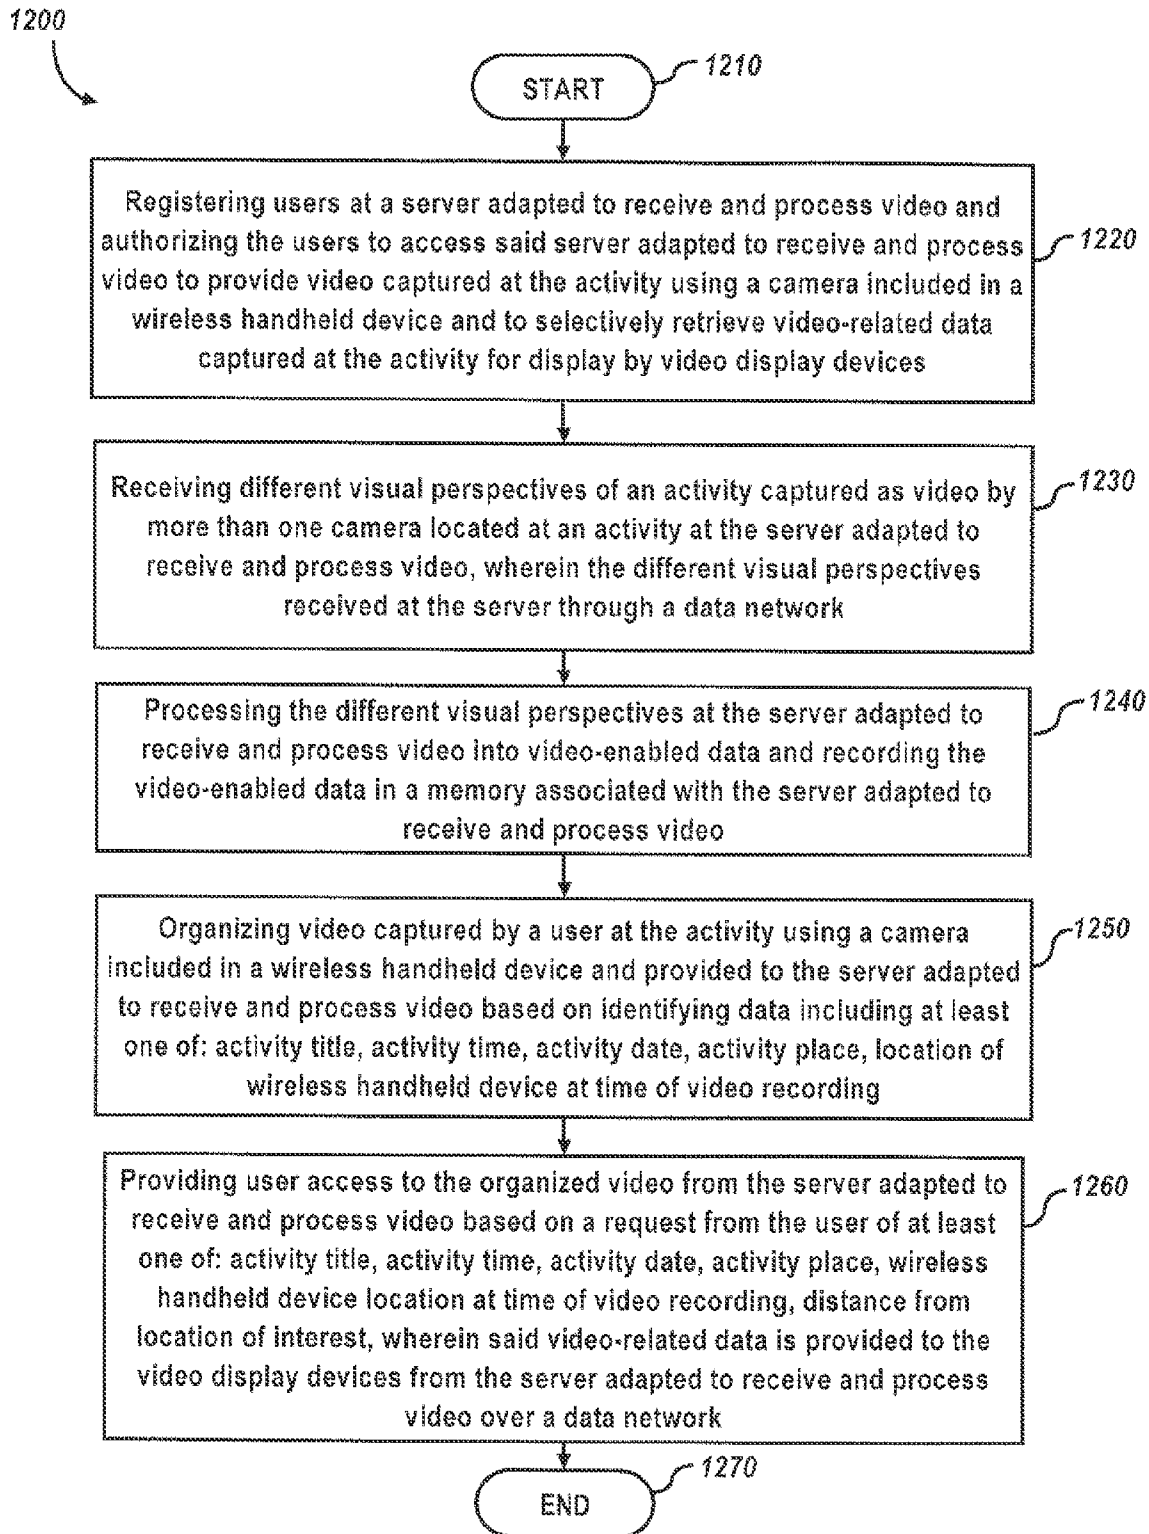 1200
START
1210
Registering users at a server adapted to receive and process video and
authorizing the users to access said server adapted to receive and process
video to provide video captured at the activity using a camera included in a
wireless handheld device and to selectively retrieve video-related data
captured at the activity for display by video display devices
1220
Receiving different visual perspectives of an activity captured as video by
more than one camera located at an activity at the server adapted to
receive and process video, wherein the different visual perspectives
received at the server through a data network
1230
Processing the different visual perspectives at the server adapted to
receive and process video into video-enabled data and recording the
video-enabled data in a memory associated with the server adapted to
receive and process video
1240
Organizing video captured by a user at the activity using a camera
included in a wireless handheld device and provided to the server adapted
to receive and process video based on identifying data including at least
one of: activity title, activity time, activity date, activity place, location of
wireless handheld device at time of video recording
1250
Providing user access to the organized video from the server adapted to
receive and process video based on a request from the user of at least
one of: activity title, activity time, activity date, activity place, wireless
handheld device location at time of video recording, distance from
location of interest, wherein said video-related data is provided to the
video display devices from the server adapted to receive and process
video over a data network
1260
END
1270